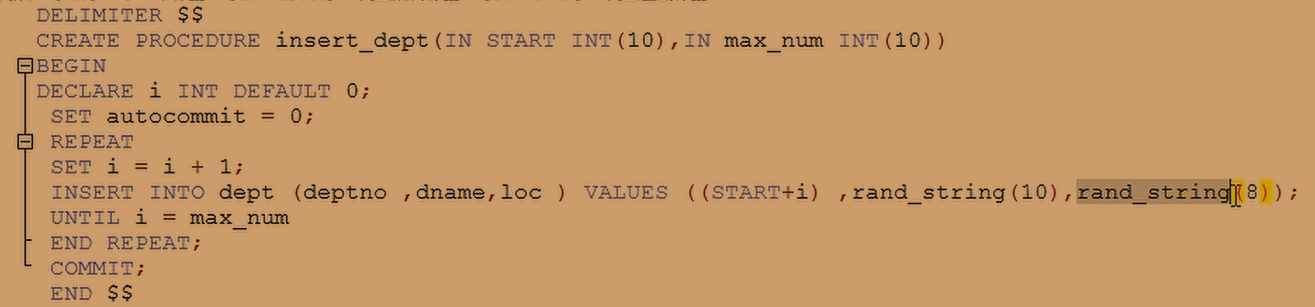 DELIMITER $$
CREATE PROCEDURE insert_dept(IN START INT(10),IN max_num INT(10))
BEGIN
DECLARE i INT DEFAULT 0;
SET autocommit = 0;
REPEAT
SET i = i + 1;
INSERT INTO dept (deptno ,dname,loc ) VALUES ((START+i) ,rand_string(10),rand_string(8));
UNTIL i = max_num
END REPEAT;
COMMIT;
END $$